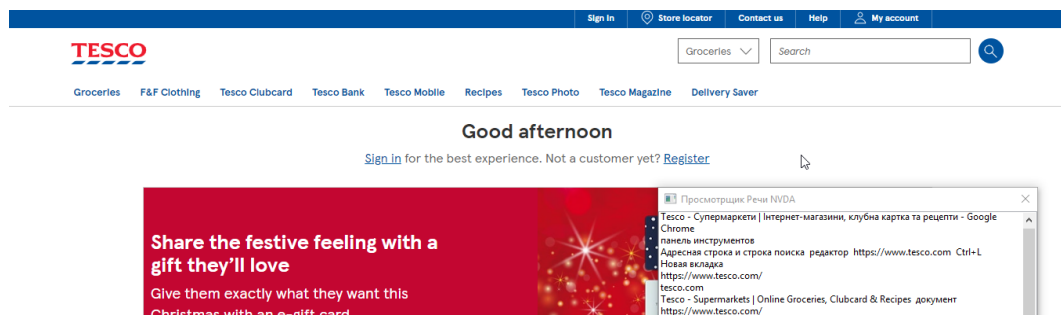 Sign in Store locator Contact us Help My account
TESCO
Groceries Search
Groceries F&F Clothing Tesco Clubcard Tesco Bank Tesco Mobile Recipes Tesco Photo Tesco Magazine Delivery Saver
Good afternoon
Sign in for the best experience. Not a customer yet? Register
Share the festive feeling with a
gift they'll love
Give them exactly what they want this
Christmas with an e-gift card
Просмотрщик Речи NVDA
Tesco - Супермаркети | Інтернет-магазини, клубна картка та рецепти - Google
Chrome
панель инструментов
Адресная строка и строка поиска редактор https://www.tesco.com Ctrl+L
Новая вкладка
https://www.tesco.com/
tesco.com
Tesco - Supermarkets | Online Groceries, Clubcard & Recipes документ
https://www.tesco.com/